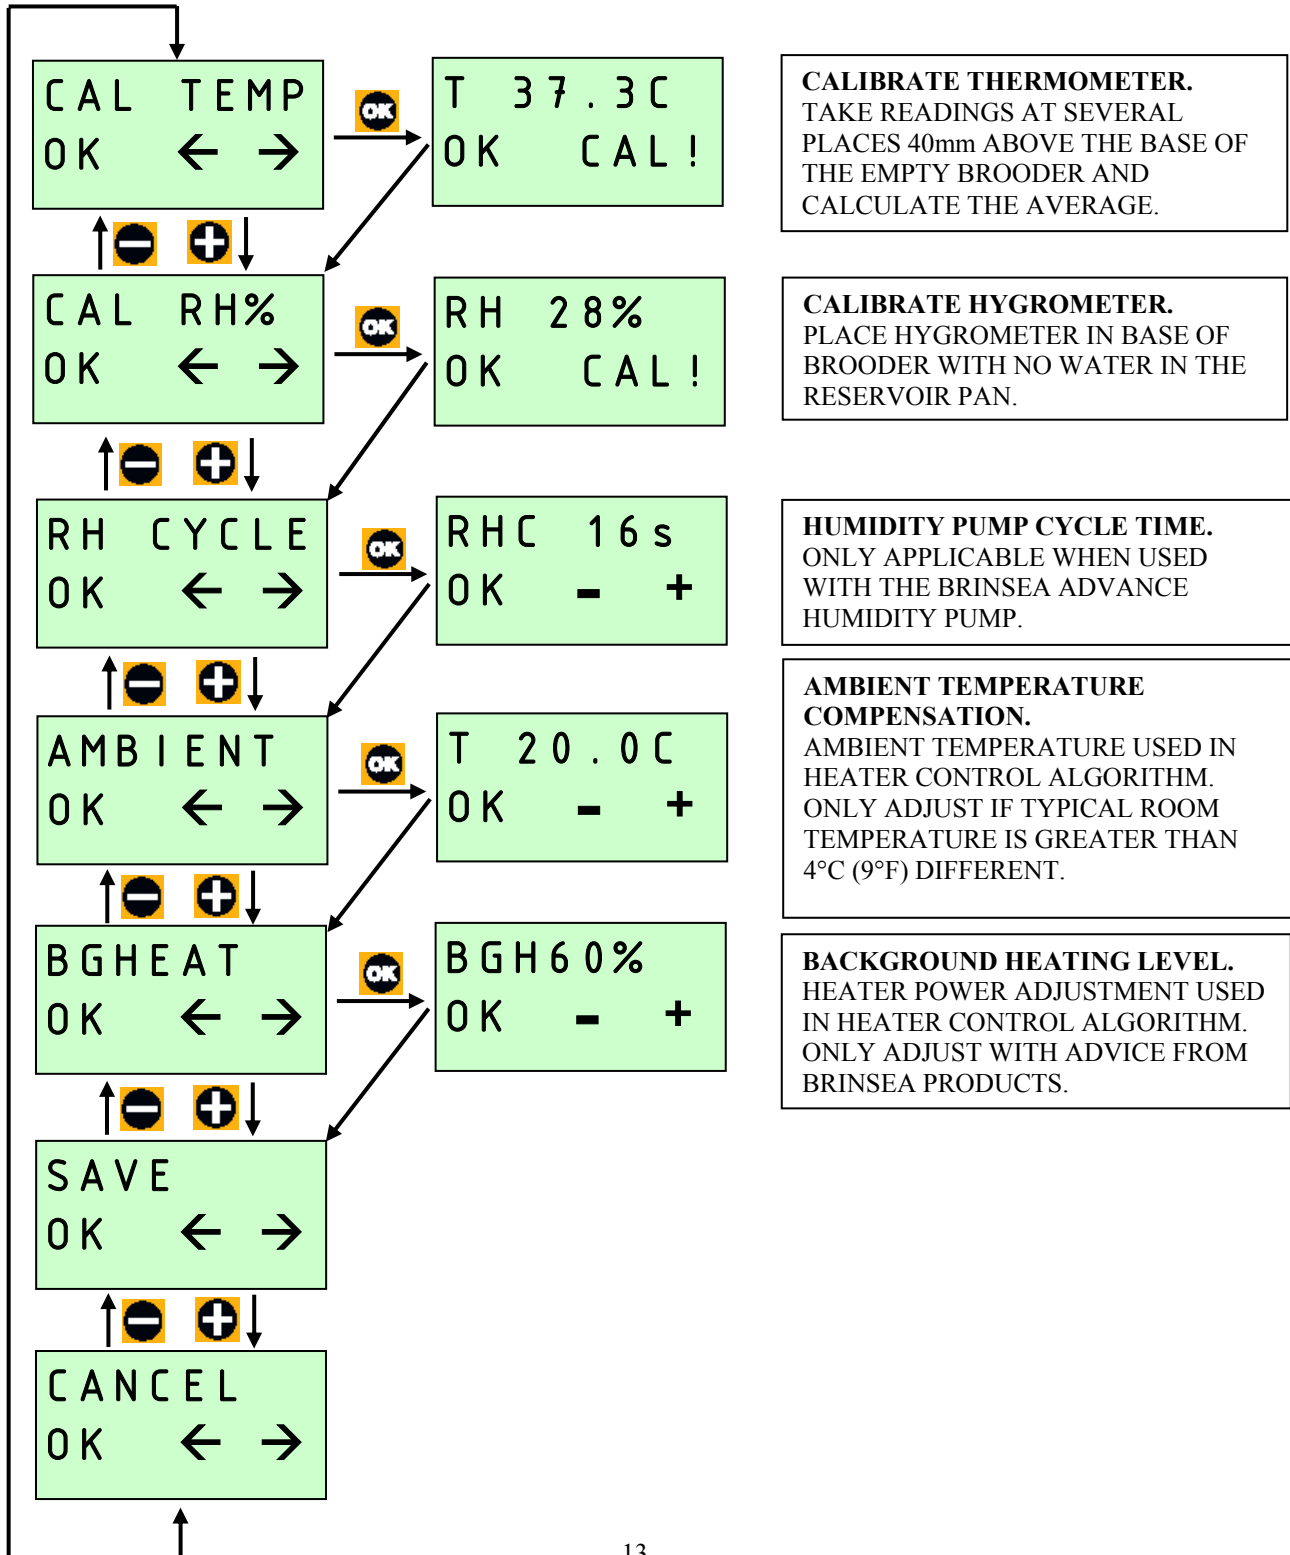 CAL TEMP
OK ← →
OK
T 37.3C
OK CAL!
CALIBRATE THERMOMETER.
TAKE READINGS AT SEVERAL
PLACES 40mm ABOVE THE BASE OF
THE EMPTY BROODER AND
CALCULATE THE AVERAGE.
CAL RH%
OK ← →
OK
RH 28%
OK CAL!
CALIBRATE HYGROMETER.
PLACE HYGROMETER IN BASE OF
BROODER WITH NO WATER IN THE
RESERVOIR PAN.
RH CYCLE
OK ← →
OK
RHC 16s
OK - +
HUMIDITY PUMP CYCLE TIME.
ONLY APPLICABLE WHEN USED
WITH THE BRINSEA ADVANCE
HUMIDITY PUMP.
AMBIENT
OK ← →
OK
T 20.0C
OK - +
AMBIENT TEMPERATURE
COMPENSATION.
AMBIENT TEMPERATURE USED IN
HEATER CONTROL ALGORITHM.
ONLY ADJUST IF TYPICAL ROOM
TEMPERATURE IS GREATER THAN
4°C (9°F) DIFFERENT.
BGHEAT
OK ← →
OK
BGH60%
OK - +
BACKGROUND HEATING LEVEL.
HEATER POWER ADJUSTMENT USED
IN HEATER CONTROL ALGORITHM.
ONLY ADJUST WITH ADVICE FROM
BRINSEA PRODUCTS.
SAVE
OK ← →
CANCEL
OK ← →
13